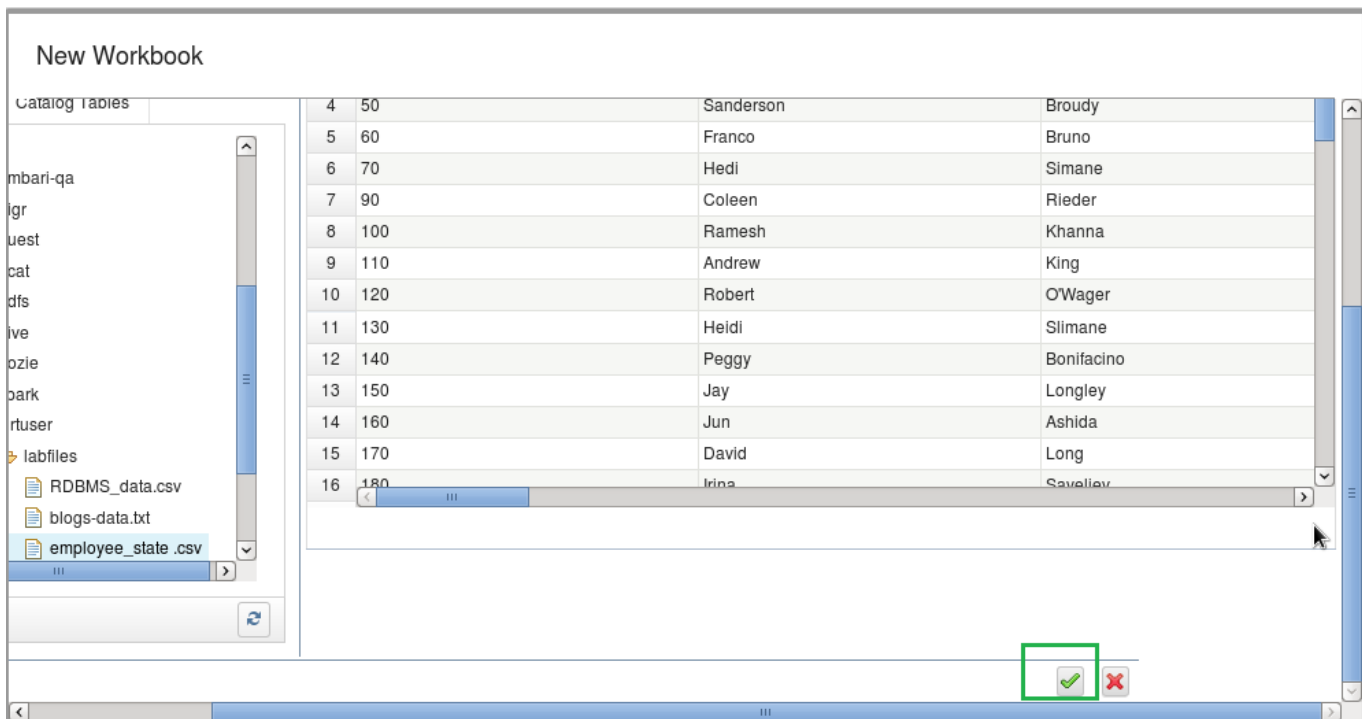 New Workbook
Catalog Tables
mbari-qa
igr
uest
cat
dfs
ive
ozie
park
rtuser
labfiles
RDBMS_data.csv
blogs-data.txt
employee_state .csv
4 50 Sanderson Broudy
5 60 Franco Bruno
6 70 Hedi Simane
7 90 Coleen Rieder
8 100 Ramesh Khanna
9 110 Andrew King
10 120 Robert O'Wager
11 130 Heidi Slimane
12 140 Peggy Bonifacino
13 150 Jay Longley
14 160 Jun Ashida
15 170 David Long
16 180 Irina Saveliev